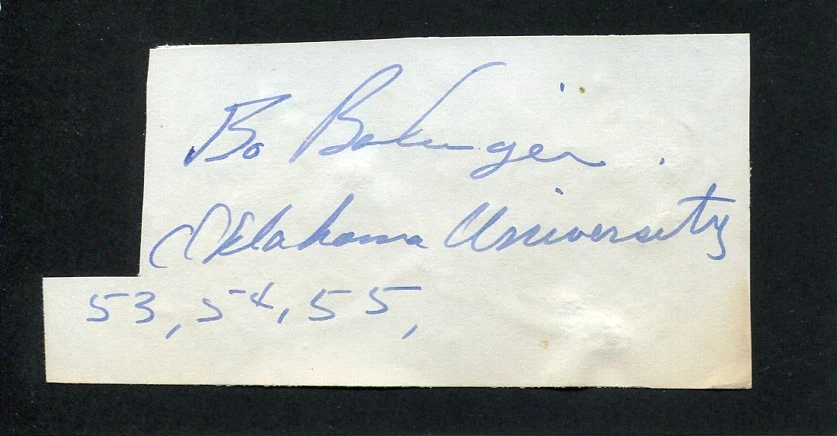 Bo Bolinger.
Oklahoma University
53, 54, 55,